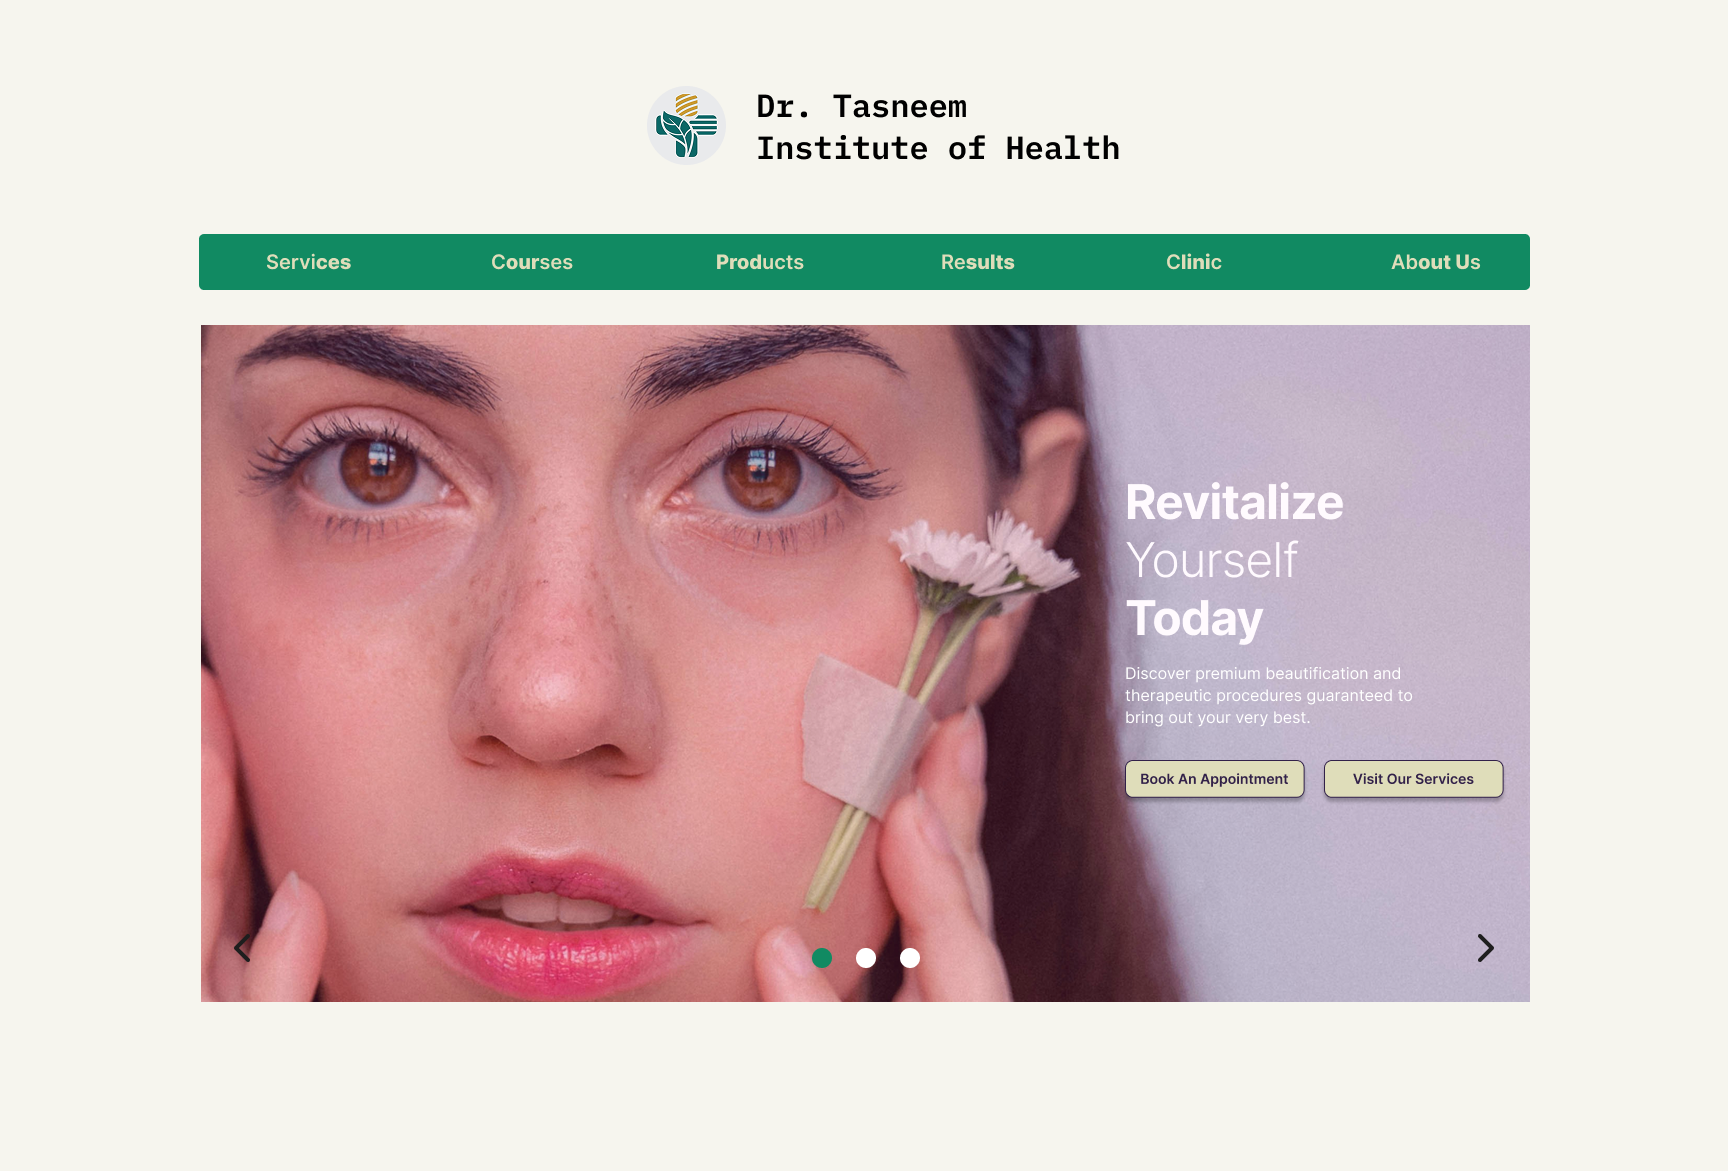 Dr. Tasneem
Institute of Health
Services
Courses
Products
Results
Clinic
About Us
Revitalize
Yourself
Today
Discover premium beautification and
therapeutic procedures guaranteed to
bring out your very best.
Book An Appointment
Visit Our Services